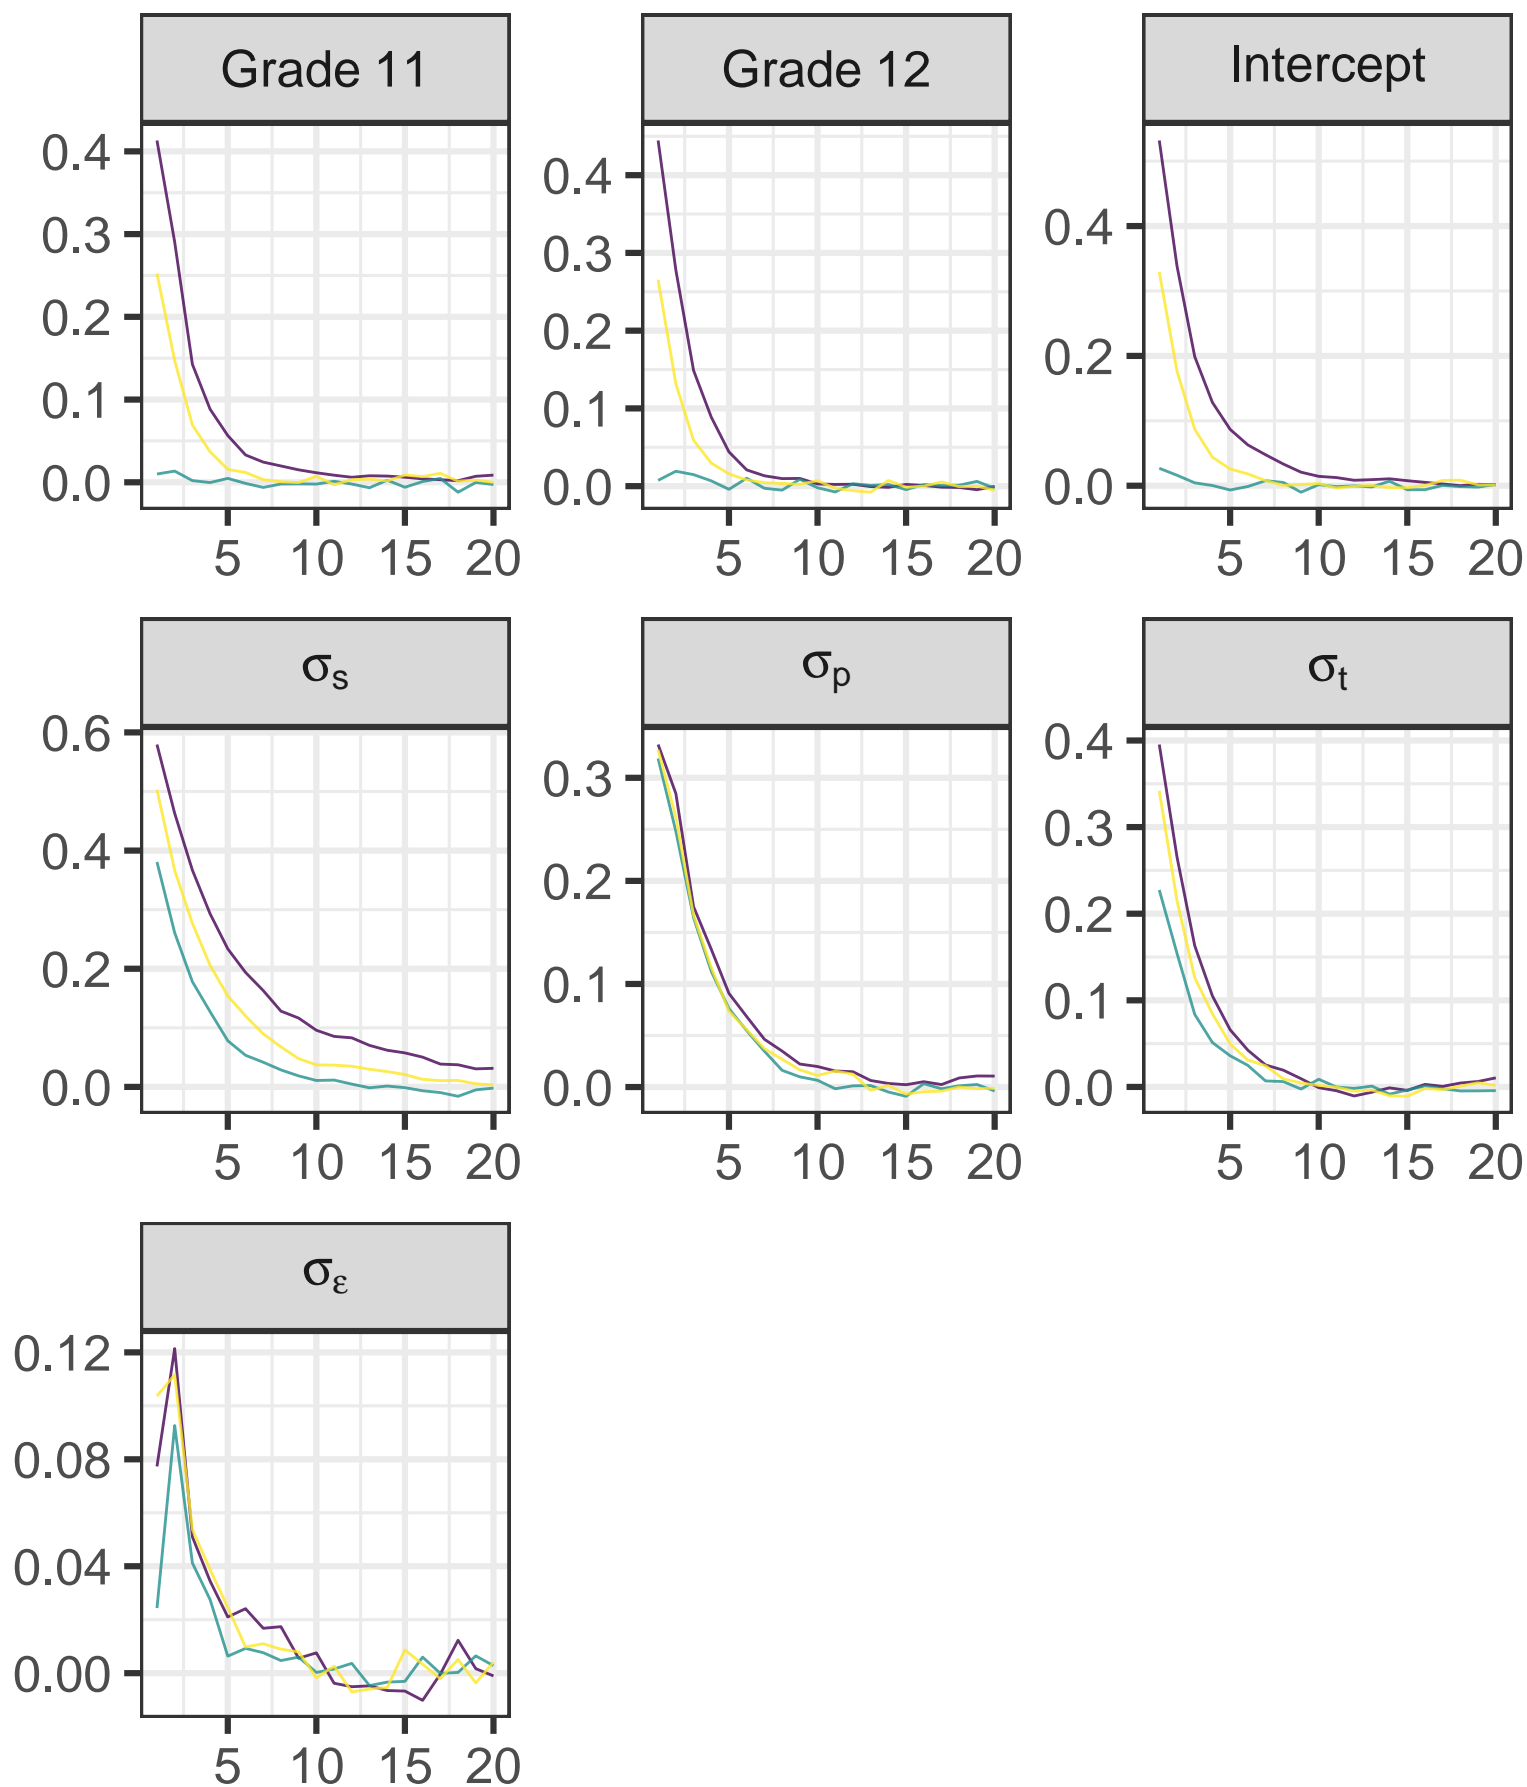 Grade 11 Grade 12 Intercept
0.4 0.3 0.2 0.1 0.0
0.4 0.3 0.2 0.1 0.0
0.4 0.2 0.0
5 10 15 20 5 10 15 20 5 10 15 20
σs σp σt
0.6 0.4 0.2 0.0
0.3 0.2 0.1 0.0
0.4 0.3 0.2 0.1 0.0
5 10 15 20 5 10 15 20 5 10 15 20
σε
0.12
0.08
0.04
0.00
5 10 15 20